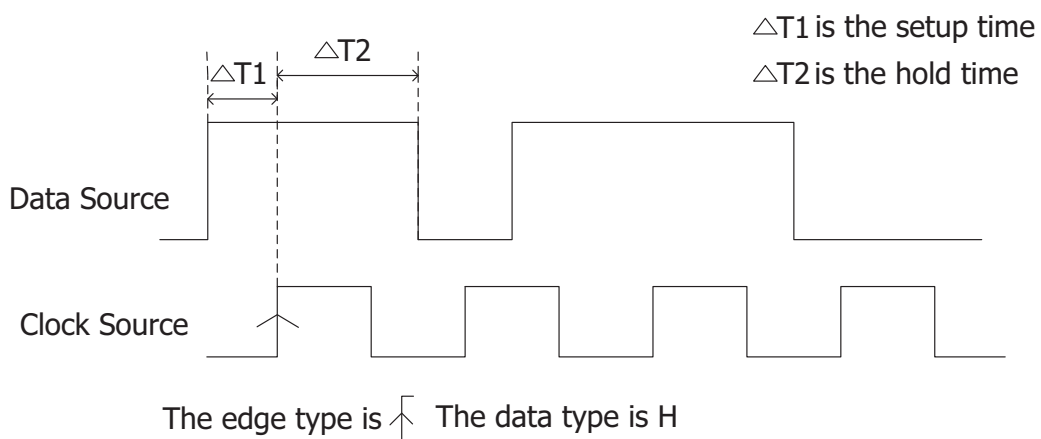 △T1 is the setup time
△T2
△T1
△T2 is the hold time
Data Source
Clock Source
The edge type is The data type is H